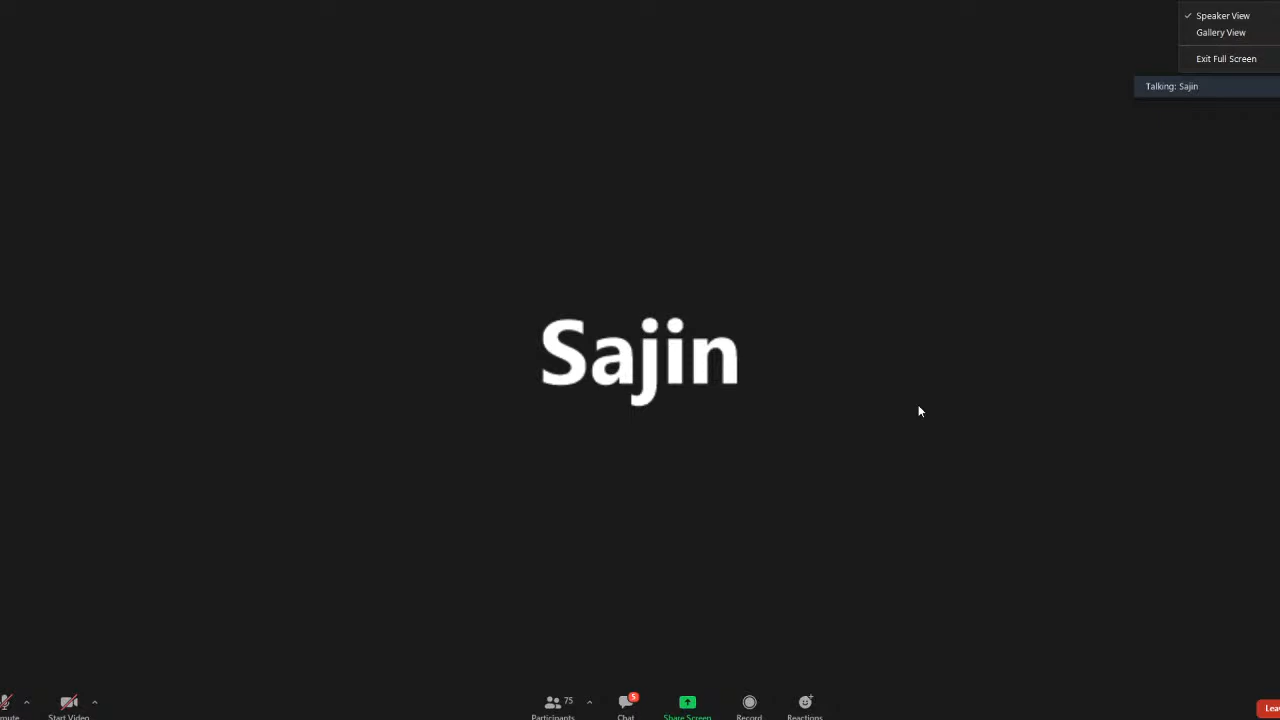 Speaker View
Gallery View
Exit Full Screen
Talking: Sajin
Sajin
75
5
Start Video
Participants
Chat
Share Screen
Record
Reactions